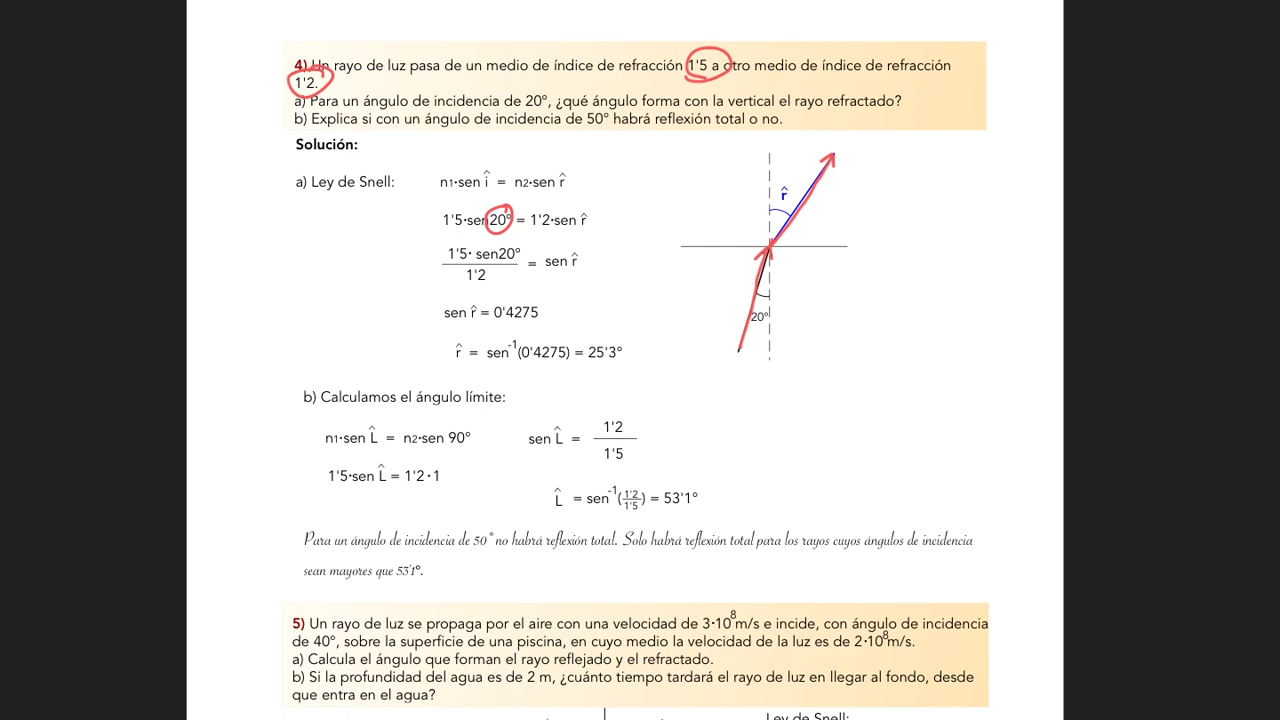 4) Un rayo de luz pasa de un medio de índice de refracción 1'5 a otro medio de índice de refracción
1'2.
a) Para un ángulo de incidencia de 20º, ¿qué ángulo forma con la vertical el rayo refractado?
b) Explica si con un ángulo de incidencia de 50º habrá reflexión total o no.
Solución:
a) Ley de Snell: n1·sen î = n2·sen r̂
1'5·sen20º = 1'2·sen r̂
1'5· sen20º
1'2
= sen r̂
sen r̂ = 0'4275
r̂ = sen⁻¹(0'4275) = 25'3°
r̂
20º
b) Calculamos el ángulo límite:
n1·sen L̂ = n2·sen 90°
sen L̂ = 1'2
1'5
1'5·sen L̂ = 1'2·1
L̂ = sen⁻¹(1'2/1'5) = 53'1°
Para un ángulo de incidencia de 50° no habrá reflexión total. Solo habrá reflexión total para los rayos cuyos ángulos de incidencia
sean mayores que 53'1º.
5) Un rayo de luz se propaga por el aire con una velocidad de 3·10⁸m/s e incide, con ángulo de incidencia
de 40º, sobre la superficie de una piscina, en cuyo medio la velocidad de la luz es de 2·10⁸m/s.
a) Calcula el ángulo que forman el rayo reflejado y el refractado.
b) Si la profundidad del agua es de 2 m, ¿cuánto tiempo tardará el rayo de luz en llegar al fondo, desde
que entra en el agua?
Ley de Snell: